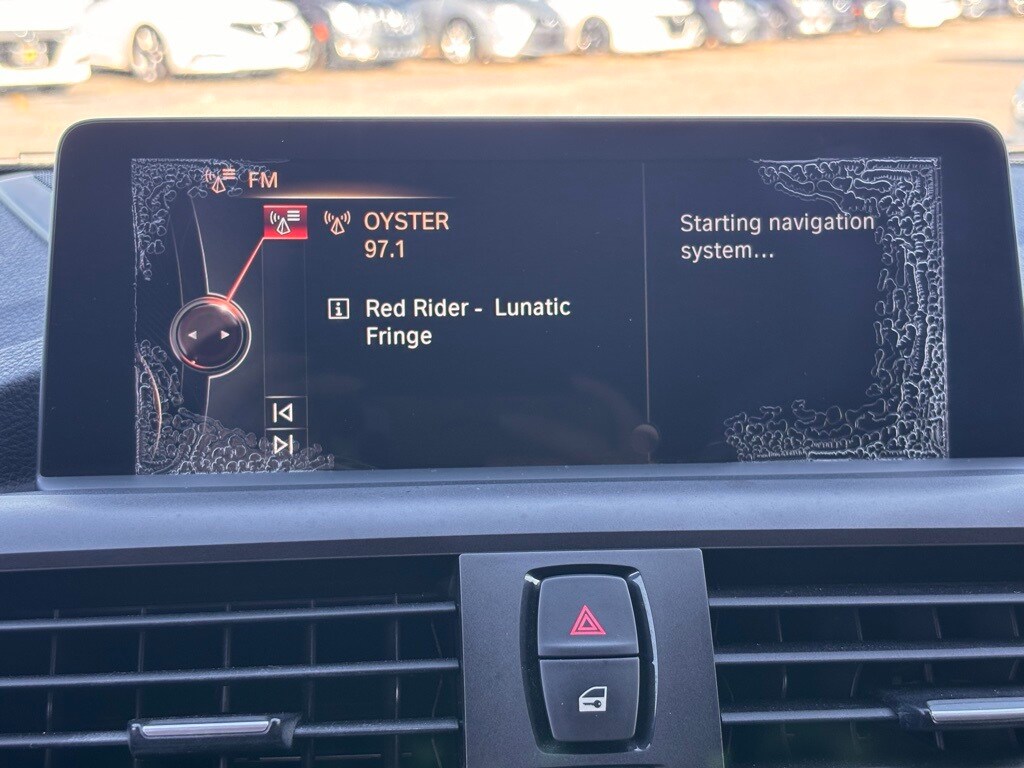 FM
OYSTER
97.1
Red Rider - Lunatic
Fringe
Starting navigation
system...